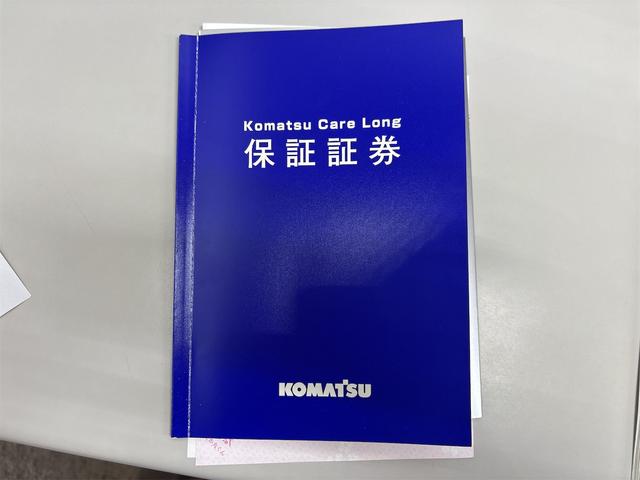 Komatsu Care Long
保証証券
KOMATSU